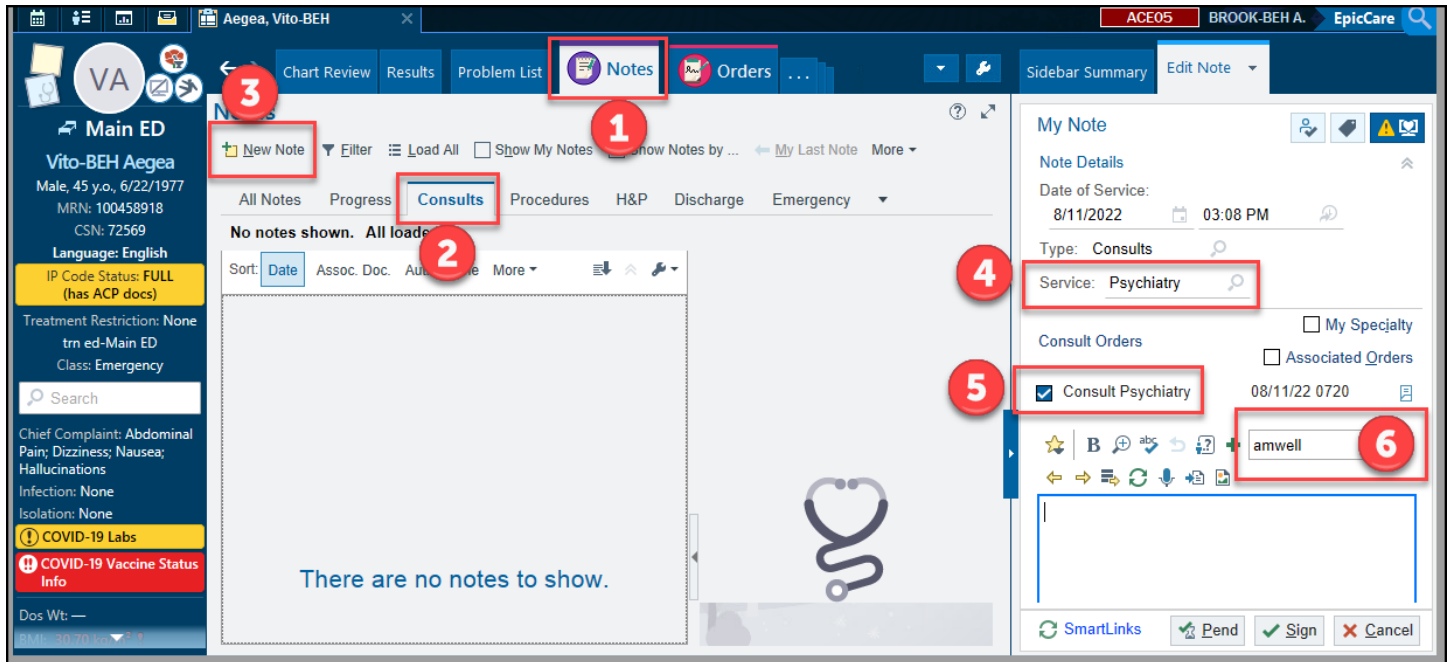 Aegea, Vito-BEH
ACE05 BROOK-BEH A. EpicCare
VA
Main ED
Vito-BEH Aegea
Male, 45 y.o., 6/22/1977
MRN: 100458918
CSN: 72569
Language: English
IP Code Status: FULL
(has ACP docs)
Treatment Restriction: None
trn ed-Main ED
Class: Emergency
Search
Chief Complaint: Abdominal
Pain; Dizziness; Nausea;
Hallucinations
Infection: None
Isolation: None
COVID-19 Labs
COVID-19 Vaccine Status
Info
Dos Wt: —
Chart Review Results Problem List Notes Orders ...
1
3
New Note Filter Load All Show My Notes Show Notes by ... My Last Note More
All Notes Progress Consults Procedures H&P Discharge Emergency
2
No notes shown. All
Sort: Date Assoc. Doc. More
There are no notes to show.
Sidebar Summary Edit Note
My Note
Note Details
Date of Service:
8/11/2022 03:08 PM
Type: Consults
4
Service: Psychiatry
My Specialty
Consult Orders
Associated Orders
5
Consult Psychiatry 08/11/22 0720
B abc amwell
6
SmartLinks Pend Sign Cancel